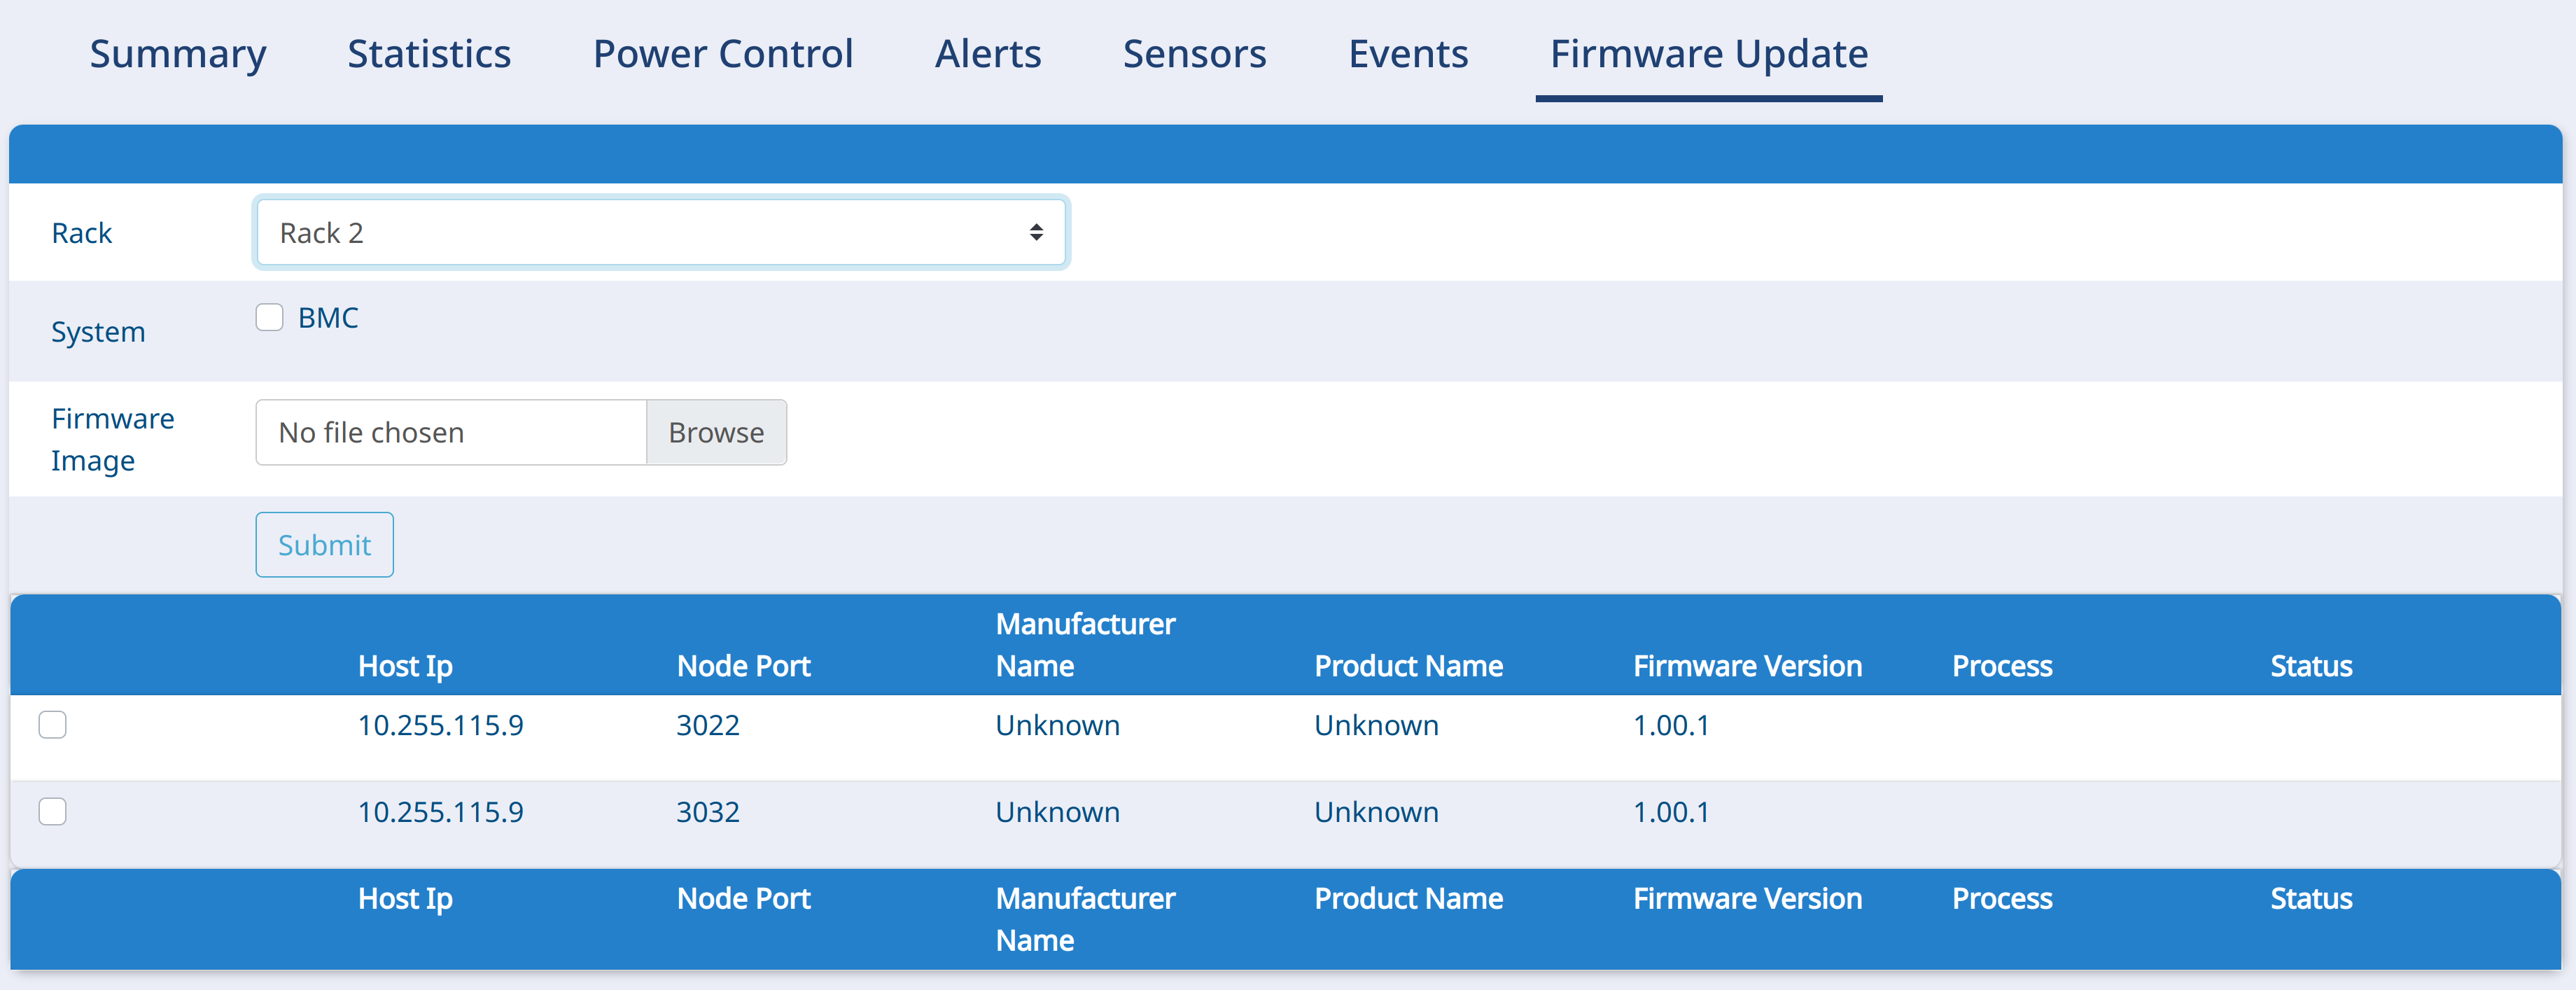 Summary Statistics Power Control Alerts Sensors Events Firmware Update
Rack Rack 2
System BMC
Firmware Image No file chosen Browse
Submit
Host Ip Node Port Manufacturer Name Product Name Firmware Version Process Status
10.255.115.9 3022 Unknown Unknown 1.00.1
10.255.115.9 3032 Unknown Unknown 1.00.1
Host Ip Node Port Manufacturer Name Product Name Firmware Version Process Status